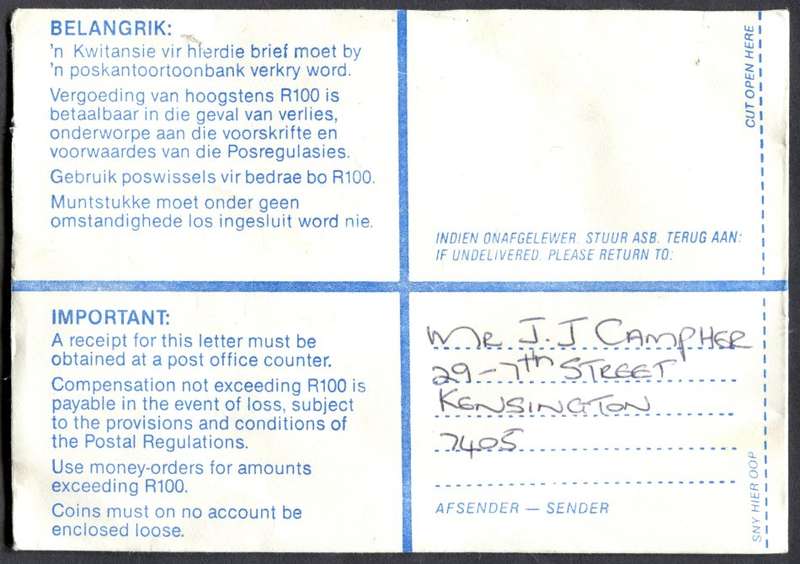 BELANGRIK:
'n Kwitansie vir hierdie brief moet by
'n poskantoortoonbank verkry word.
Vergoeding van hoogstens R100 is
betaalbaar in die geval van verlies,
onderworpe aan die voorskrifte en
voorwaardes van die Posregulasies.
Gebruik poswissels vir bedrae bo R100.
Muntstukke moet onder geen
omstandighede los ingesluit word nie.
CUT OPEN HERE
INDIEN ONAFGELEWER. STUUR ASB. TERUG AAN:
IF UNDELIVERED. PLEASE RETURN TO:
IMPORTANT:
A receipt for this letter must be
obtained at a post office counter.
Compensation not exceeding R100 is
payable in the event of loss, subject
to the provisions and conditions of
the Postal Regulations.
Use money-orders for amounts
exceeding R100.
Coins must on no account be
enclosed loose.
MR J.J CAMPHER
29-7th STREET
KENSINGTON
7405
AFSENDER — SENDER
SNY HIER OOP